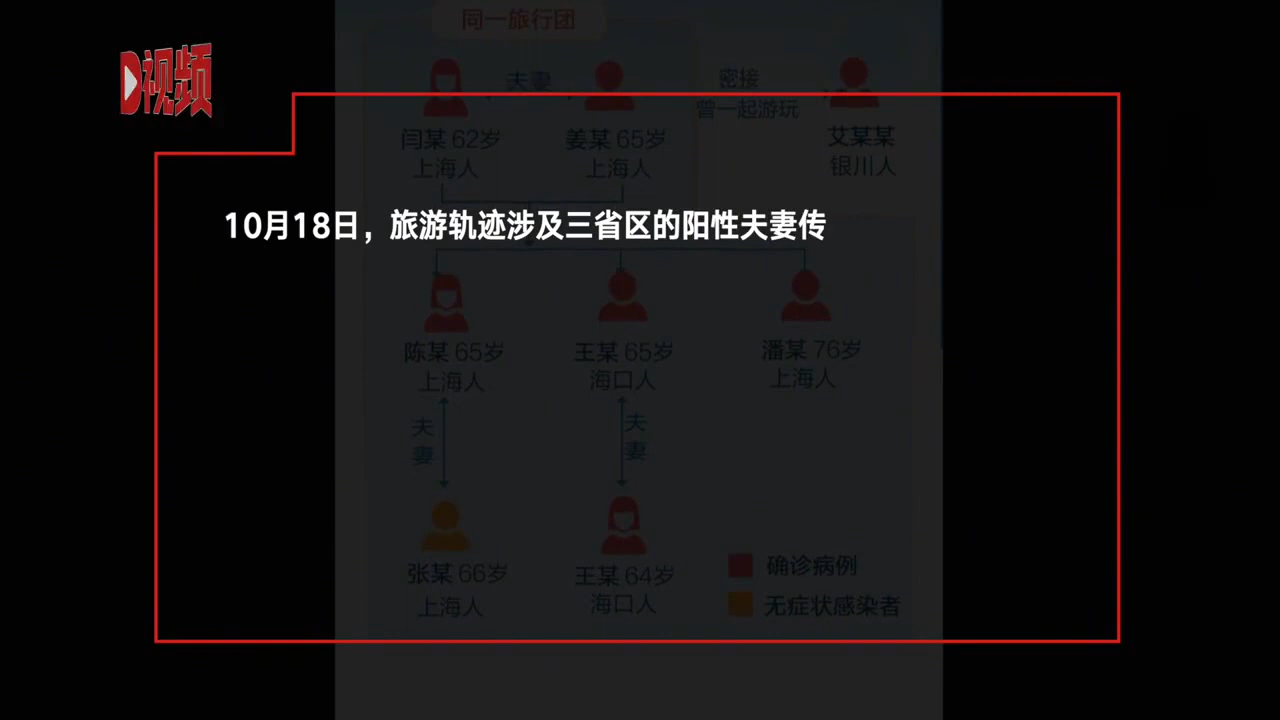 同一旅行团
D视频
夫妻
密接
曾一起游玩
闫某 62岁
上海人
姜某 65岁
上海人
艾某某
银川人
10月18日，旅游轨迹涉及三省区的阳性夫妻传
陈某 65岁
上海人
王某 65岁
海口人
潘某 76岁
上海人
夫妻
夫妻
张某 66岁
上海人
王某 64岁
海口人
确诊病例
无症状感染者